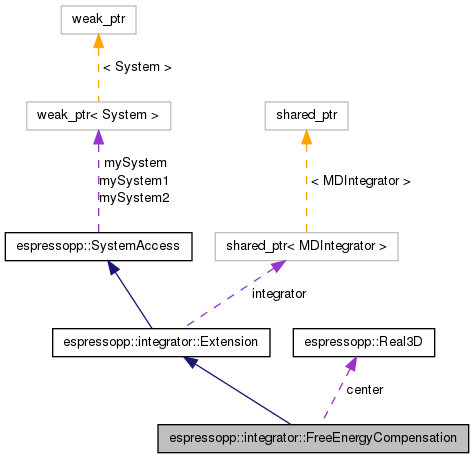 weak_ptr
< System >
weak_ptr< System >
shared_ptr
mySystem
mySystem1
mySystem2
< MDIntegrator >
espressopp::SystemAccess
shared_ptr< MDIntegrator >
integrator
espressopp::integrator::Extension
espressopp::Real3D
center
espressopp::integrator::FreeEnergyCompensation